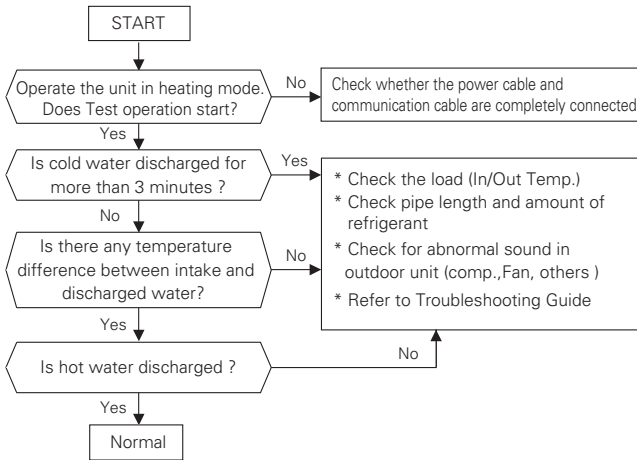 START
Operate the unit in heating mode.
Does Test operation start?
No
Check whether the power cable and
communication cable are completely connected.
Yes
Is cold water discharged for
more than 3 minutes ?
Yes
* Check the load (In/Out Temp.)
* Check pipe length and amount of
refrigerant
* Check for abnormal sound in
outdoor unit (comp.,Fan, others )
* Refer to Troubleshooting Guide
No
Is there any temperature
difference between intake and
discharged water?
No
Yes
Is hot water discharged ?
No
Yes
Normal